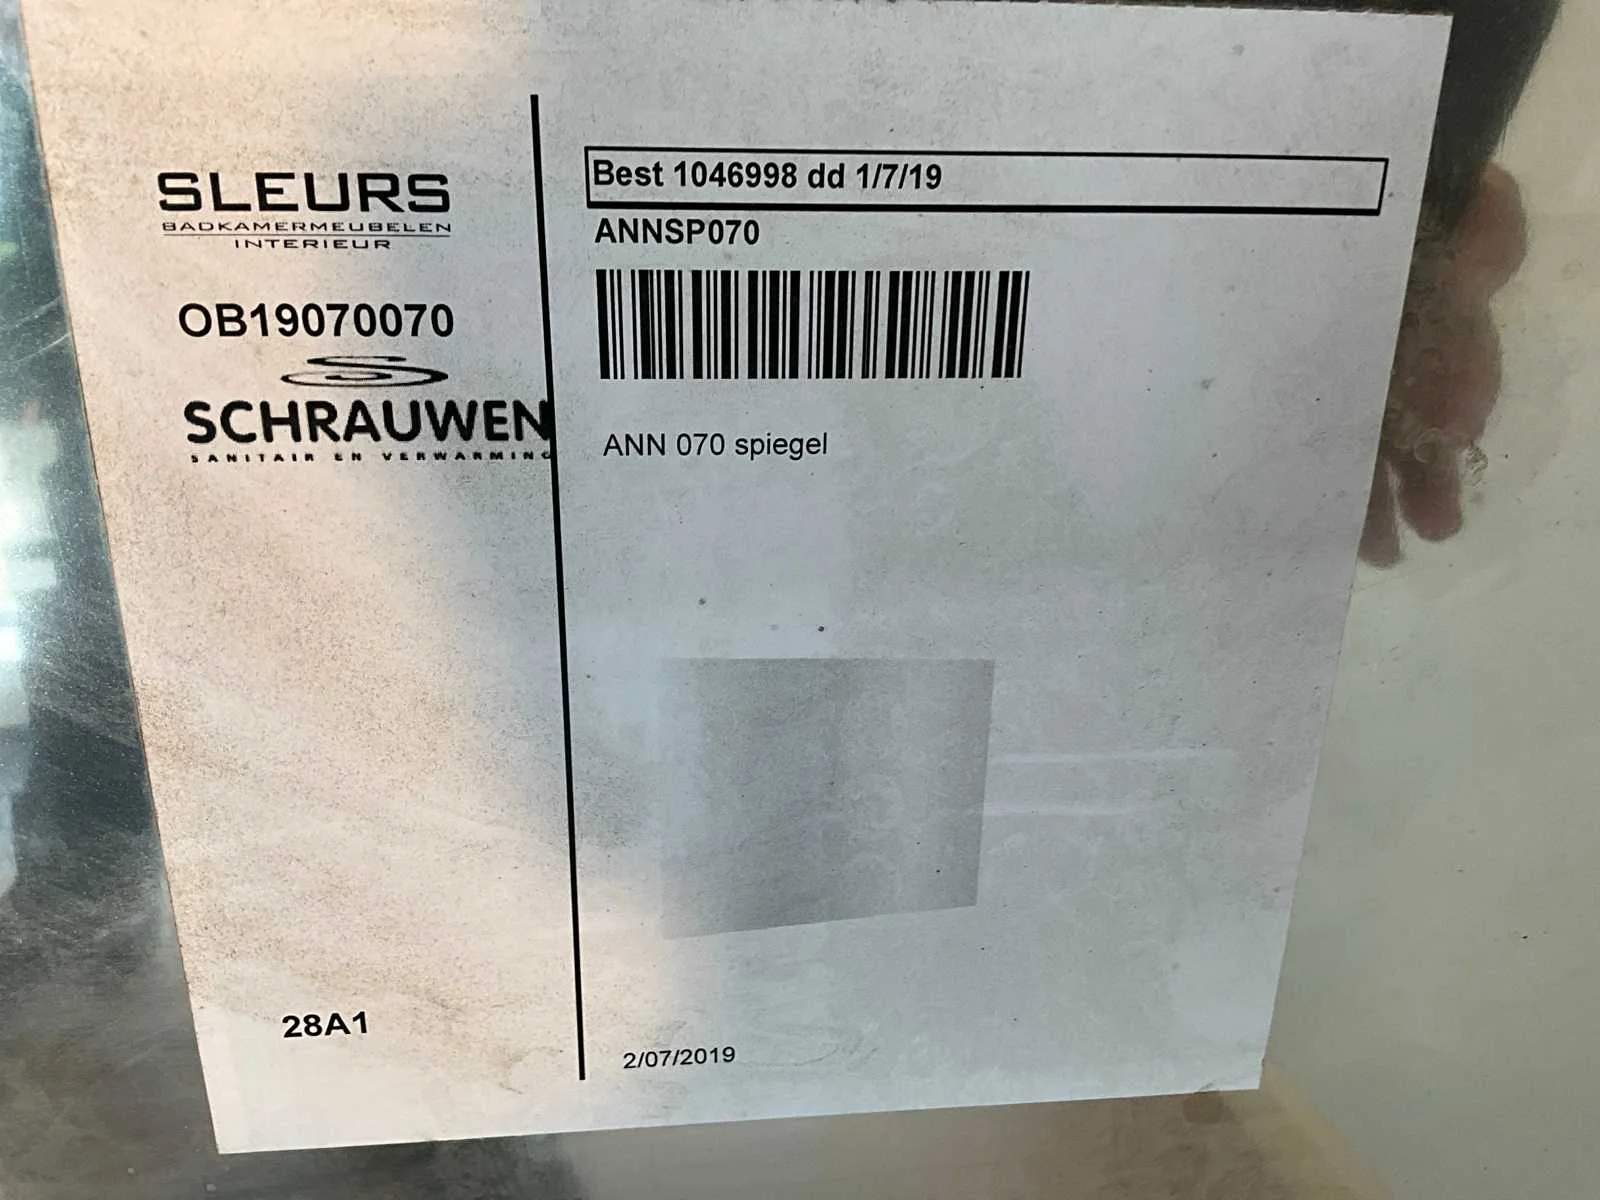 SLEURS
BADKAMERMEUBELEN
INTERIEUR
OB19070070
SCHRAUWEN
SANITAIR EN VERWARMING
28A1
Best 1046998 dd 1/7/19
ANNSP070
ANN 070 spiegel
2/07/2019